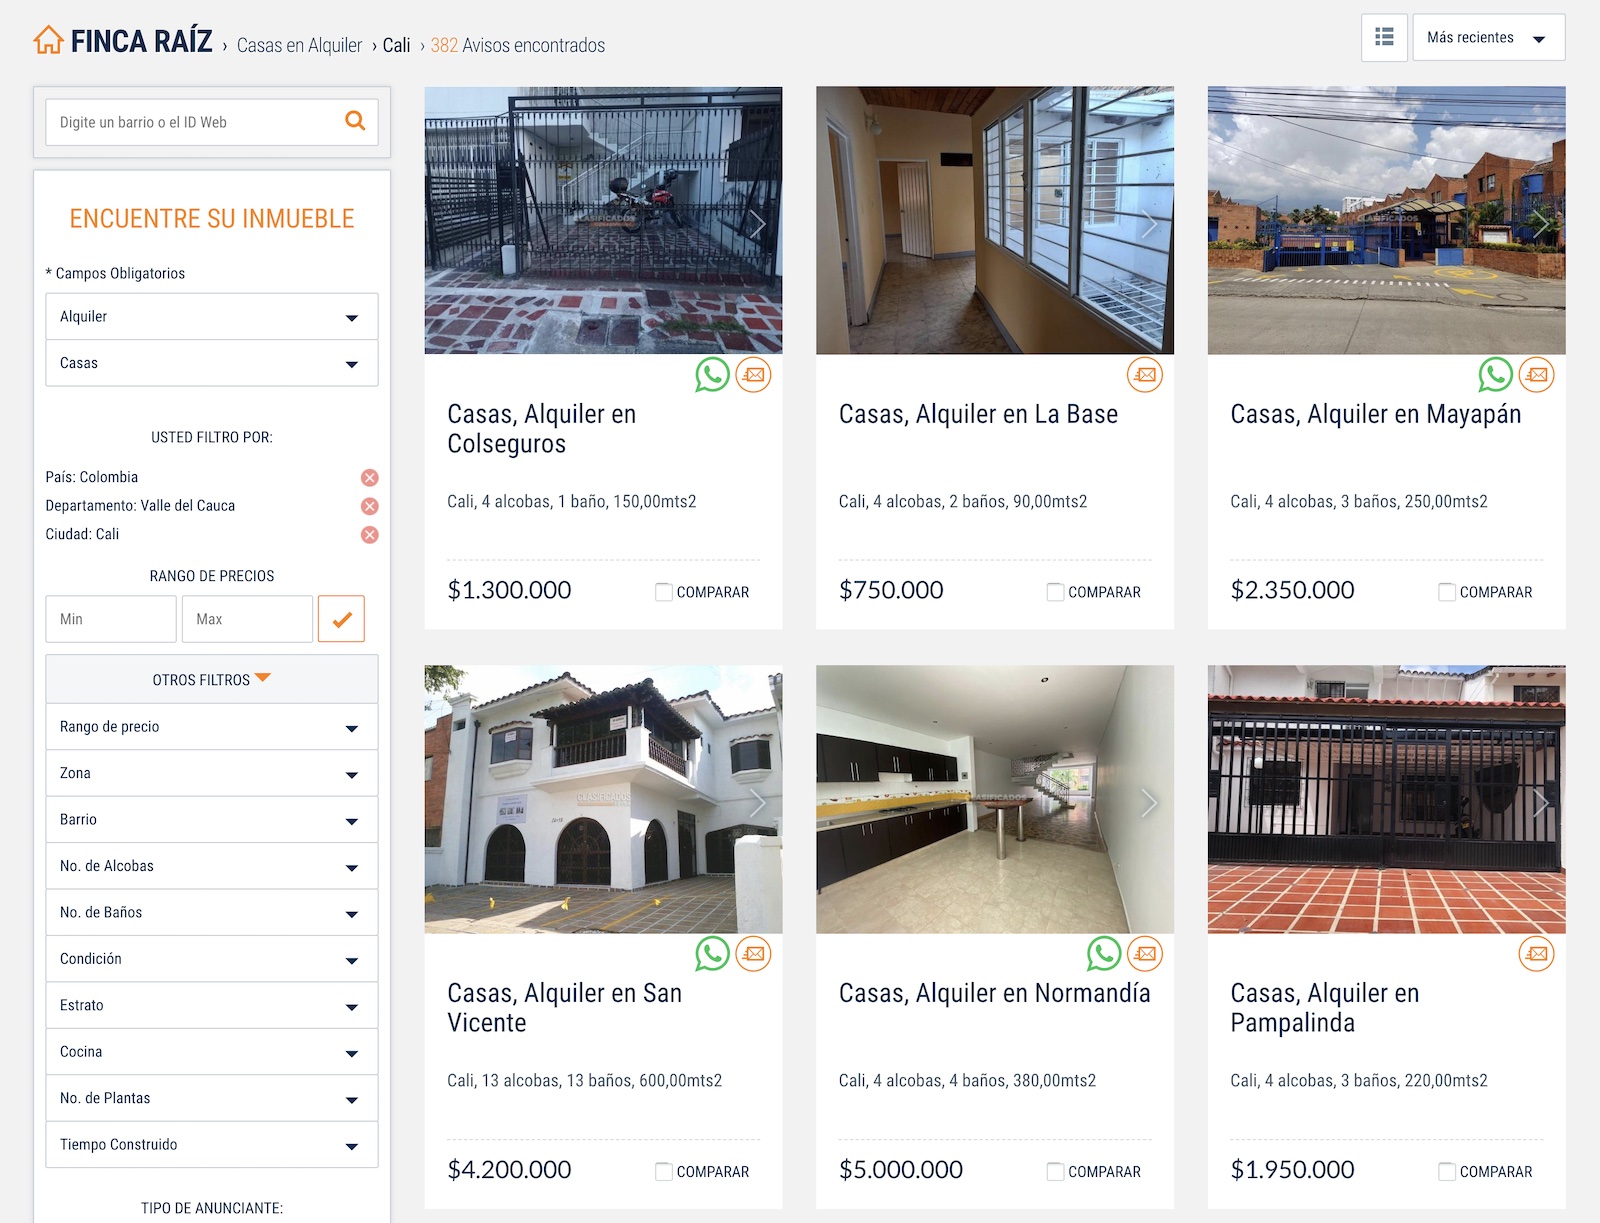 FINCA RAÍZ › Casas en Alquiler › Cali › 382 Avisos encontrados
Más recientes
Digite un barrio o el ID Web
ENCUENTRE SU INMUEBLE
* Campos Obligatorios
Alquiler
Casas
USTED FILTRO POR:
País: Colombia
Departamento: Valle del Cauca
Ciudad: Cali
RANGO DE PRECIOS
Min
Max
OTROS FILTROS
Rango de precio
Zona
Barrio
No. de Alcobas
No. de Baños
Condición
Estrato
Cocina
No. de Plantas
Tiempo Construido
TIPO DE ANUNCIANTE:
CLASIFICADOS
Casas, Alquiler en
Colseguros
Cali, 4 alcobas, 1 baño, 150,00mts2
$1.300.000
COMPARAR
Casas, Alquiler en La Base
Cali, 4 alcobas, 2 baños, 90,00mts2
$750.000
COMPARAR
CLASIFICADOS
Casas, Alquiler en Mayapán
Cali, 4 alcobas, 3 baños, 250,00mts2
$2.350.000
COMPARAR
CLASIFICADOS
Casas, Alquiler en San
Vicente
Cali, 13 alcobas, 13 baños, 600,00mts2
$4.200.000
COMPARAR
CLASIFICADOS
Casas, Alquiler en Normandía
Cali, 4 alcobas, 4 baños, 380,00mts2
$5.000.000
COMPARAR
Casas, Alquiler en
Pampalinda
Cali, 4 alcobas, 3 baños, 220,00mts2
$1.950.000
COMPARAR